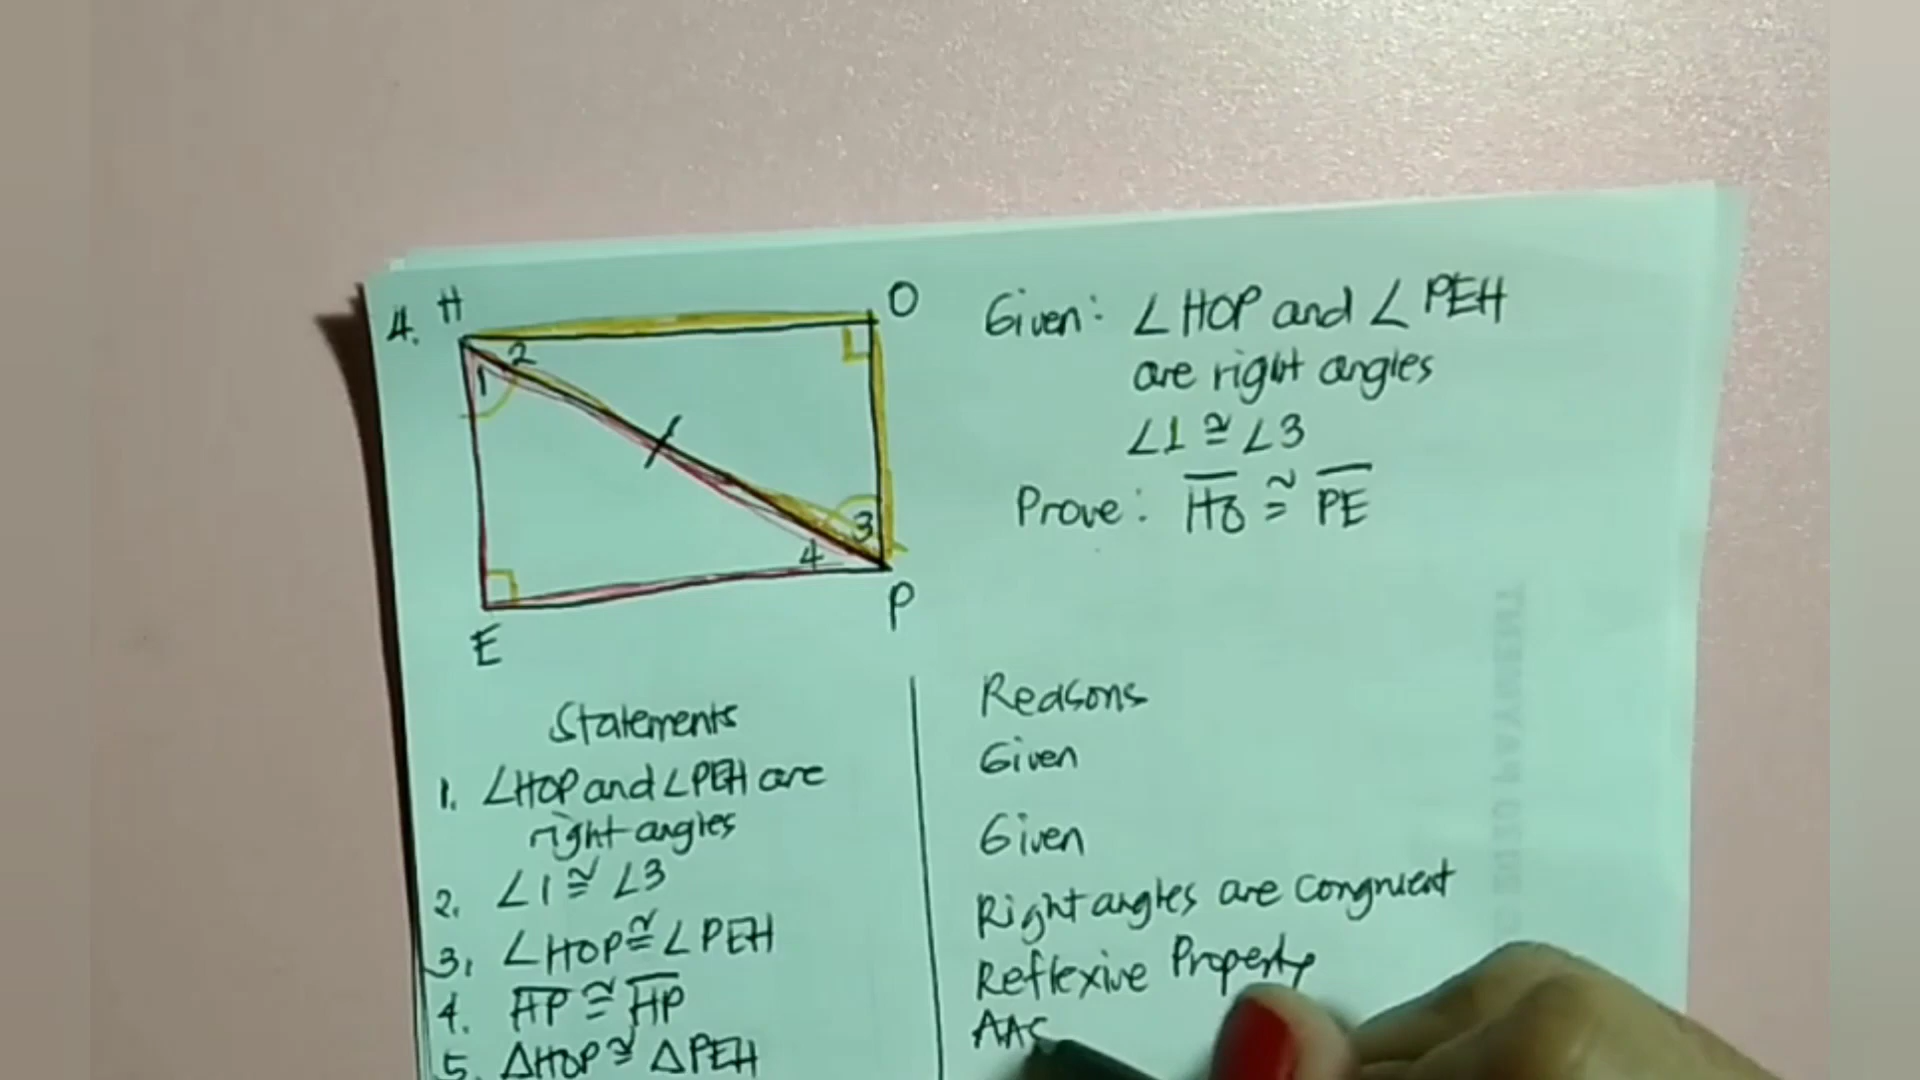 4.
H
O
2
1
3
4
E
P
Given: ∠HOP and ∠PEH
are right angles
∠1 ≅ ∠3
Prove: HO ≅ PE
Statements
Reasons
1. ∠HOP and ∠PEH are
right angles
Given
2. ∠1 ≅ ∠3
Given
3. ∠HOP ≅ ∠PEH
Right angles are congruent
4. HP ≅ HP
Reflexive Property
5. △HOP ≅ △PEH
AAS